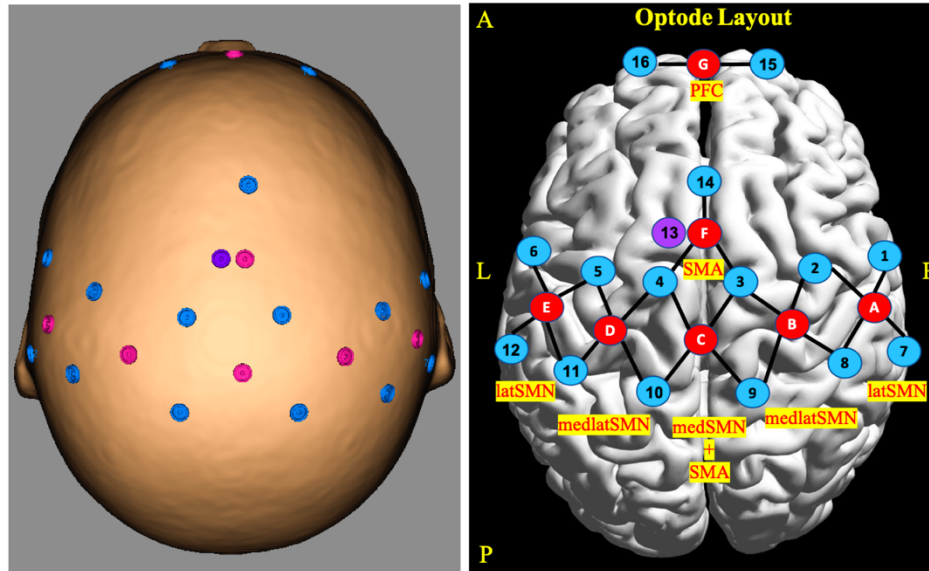 A
Optode Layout
16
G
15
PFC
14
13
F
SMA
6
5
4
3
2
1
L
E
D
C
B
A
12
11
10
9
8
7
latSMN
medlatSMN
medSMN
+
SMA
medlatSMN
latSMN
P